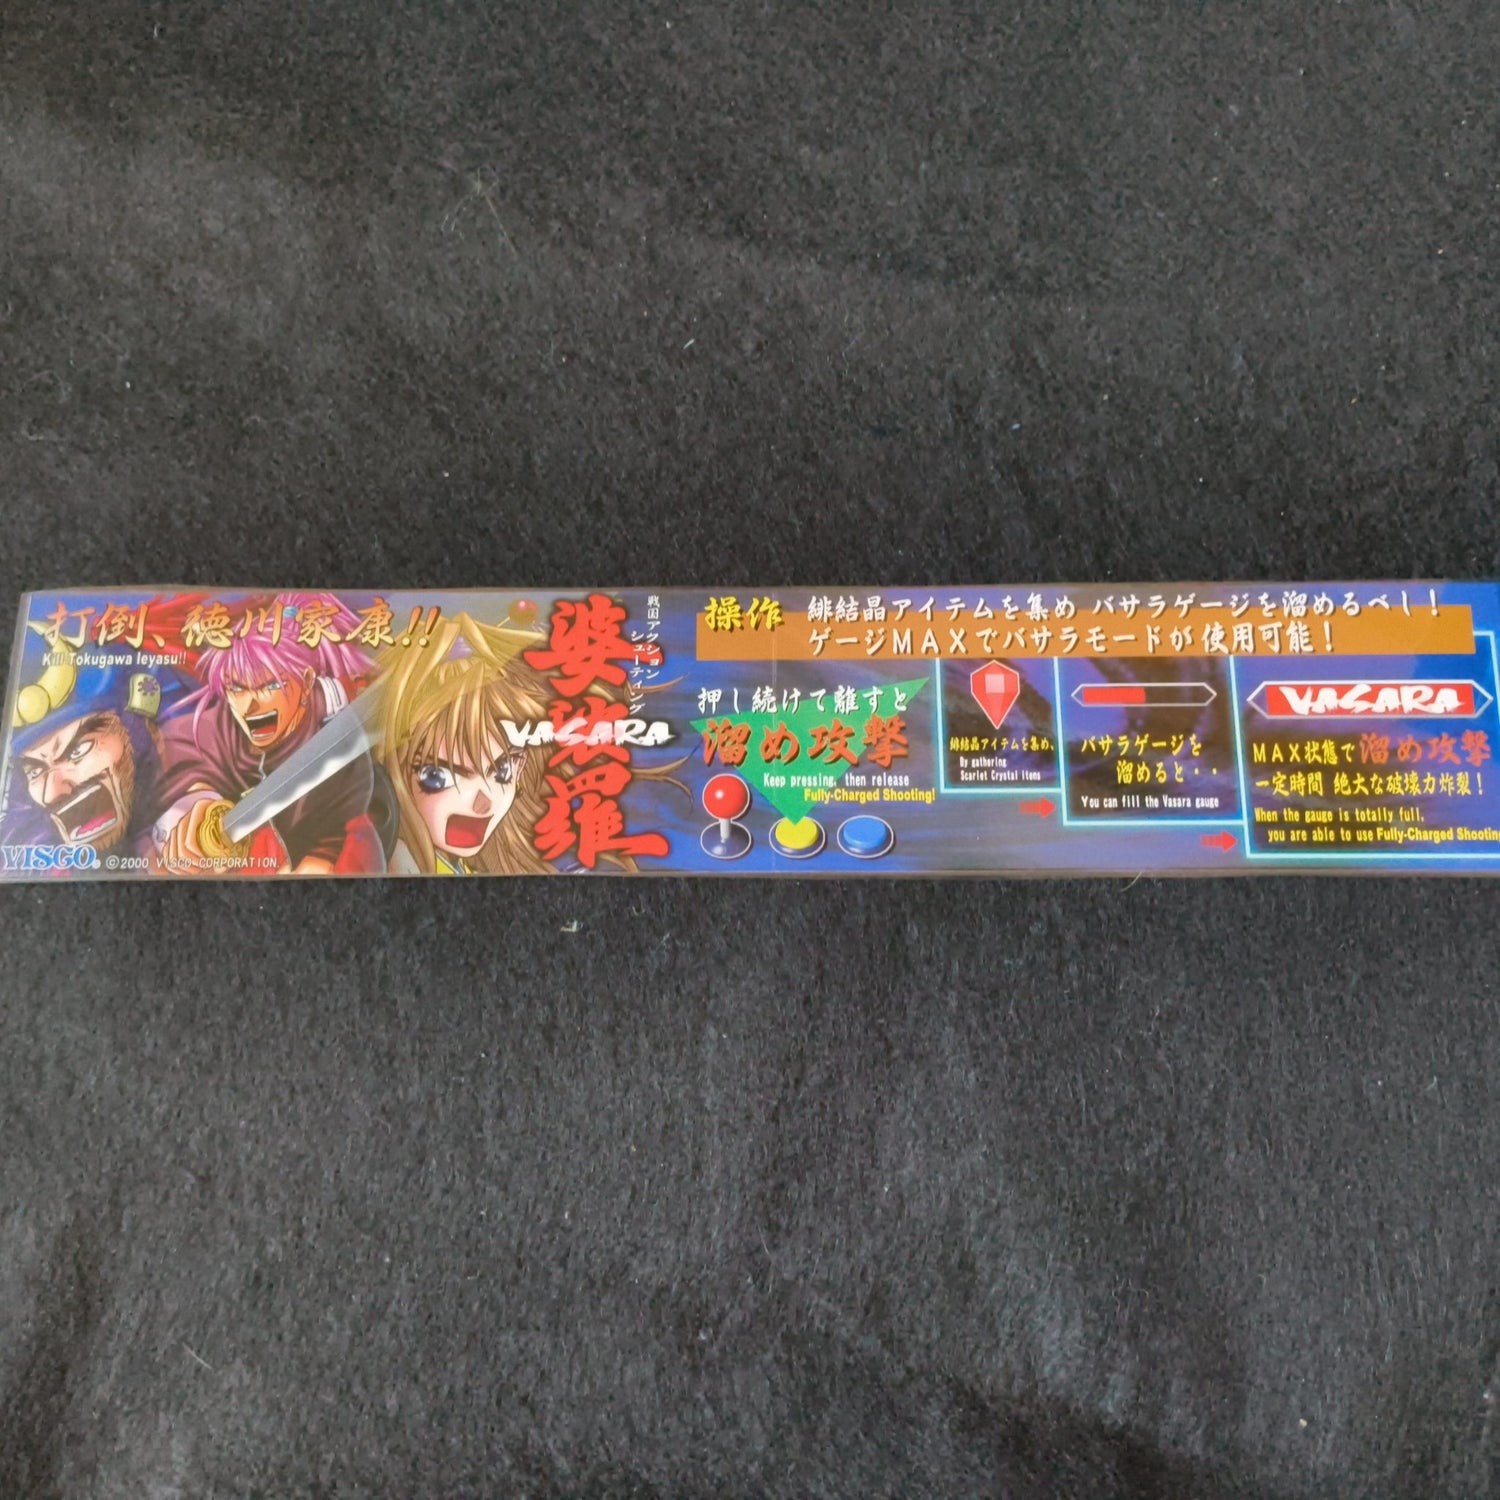 打倒、徳川家康!!
Kill Tokugawa Ieyasu!!
VISCO. ©2000 VISCO CORPORATION.
戦国アクション
シューティング
婆娑羅
VASARA
操作
緋結晶アイテムを集め バサラゲージを溜めるべし!
ゲージMAXでバサラモードが使用可能!
押し続けて離すと
溜め攻撃
Keep pressing, then release
Fully-Charged Shooting!
緋結晶アイテムを集め、
By gathering
Scarlet Crystal items
バサラゲージを
溜めると・・
You can fill the Vasara gauge
VASARA
MAX状態で溜め攻撃
一定時間 絶大な破壊力炸裂!
When the gauge is totally full,
you are able to use Fully-Charged Shooting